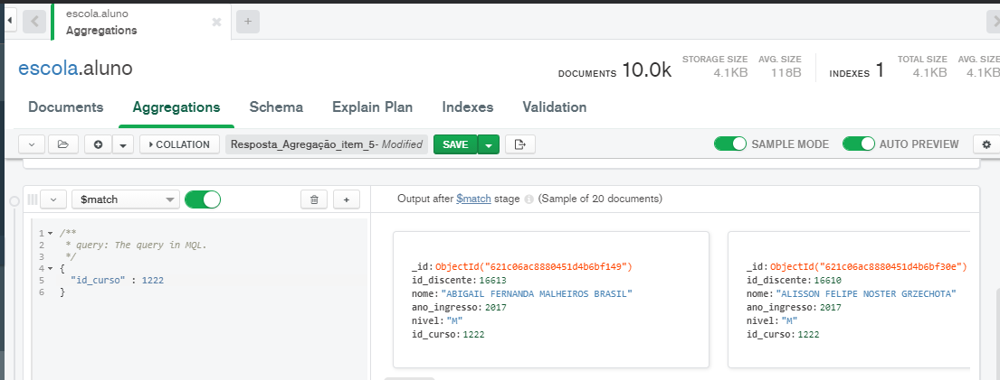 escola.aluno
Aggregations
escola.aluno
DOCUMENTS 10.0k
STORAGE SIZE 4.1KB
AVG. SIZE 118B
INDEXES 1
TOTAL SIZE 4.1KB
AVG. SIZE 4.1KB
Documents Aggregations Schema Explain Plan Indexes Validation
COLLATION Resposta_Agregação_item_5- Modified SAVE SAMPLE MODE AUTO PREVIEW
$match
Output after $match stage (Sample of 20 documents)
1 /**
2 * query: The query in MQL.
3 */
4 {
5 "id_curso" : 1222
6 }
_id: ObjectId("621c06ac8880451d4b6bf149")
id_discente: 16613
nome: "ABIGAIL FERNANDA MALHEIROS BRASIL"
ano_ingresso: 2017
nivel: "M"
id_curso: 1222
_id: ObjectId("621c06ac8880451d4b6bf30e")
id_discente: 16610
nome: "ALISSON FELIPE NOSTER GRZECHOTA"
ano_ingresso: 2017
nivel: "M"
id_curso: 1222